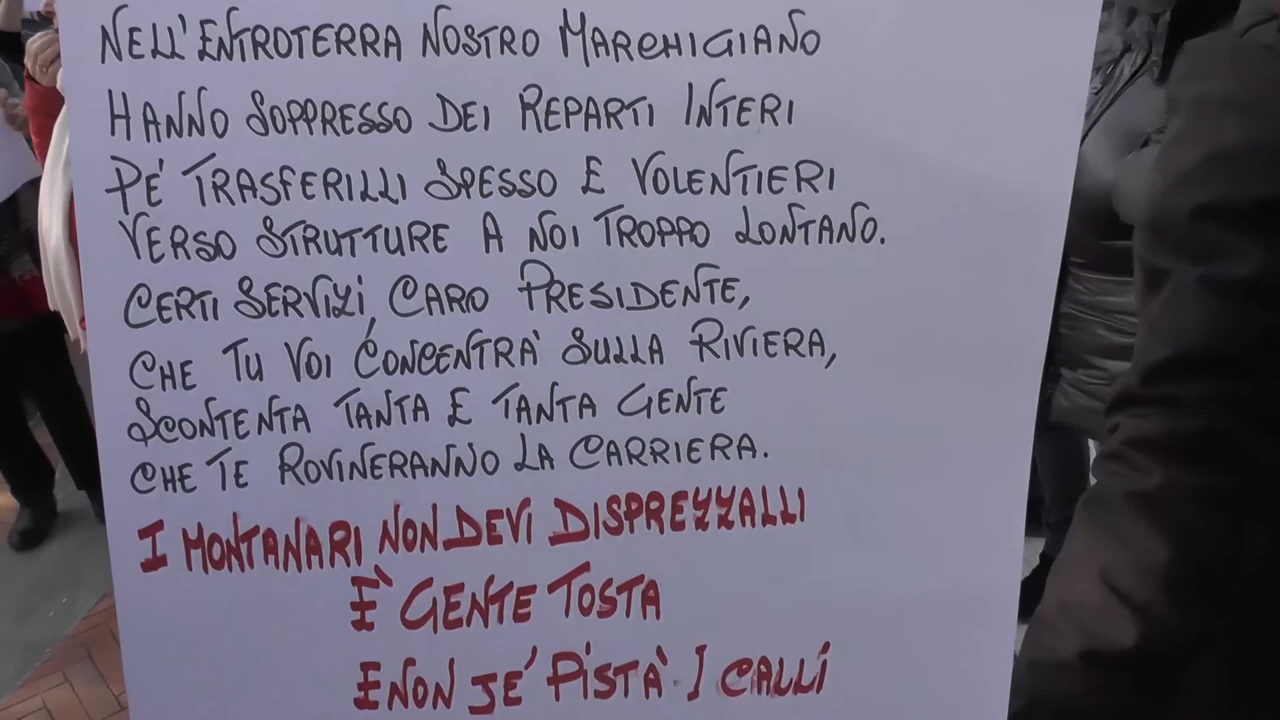 NELL'ENTROTERRA NOSTRO MARCHIGIANO
HANNO SOPPRESSO DEI REPARTI INTERI
PE' TRASFERILLI SPESSO E VOLENTIERI
VERSO STRUTTURE A NOI TROPPO LONTANO.
CERTI SERVIZI, CARO PRESIDENTE,
CHE TU VOI CONCENTRA' SULLA RIVIERA,
SCONTENTA TANTA E TANTA GENTE
CHE TE ROVINERANNO LA CARRIERA.
I MONTANARI NON DEVI DISPREZZALLI
E' GENTE TOSTA
E NON JE' PISTA' I CALLI